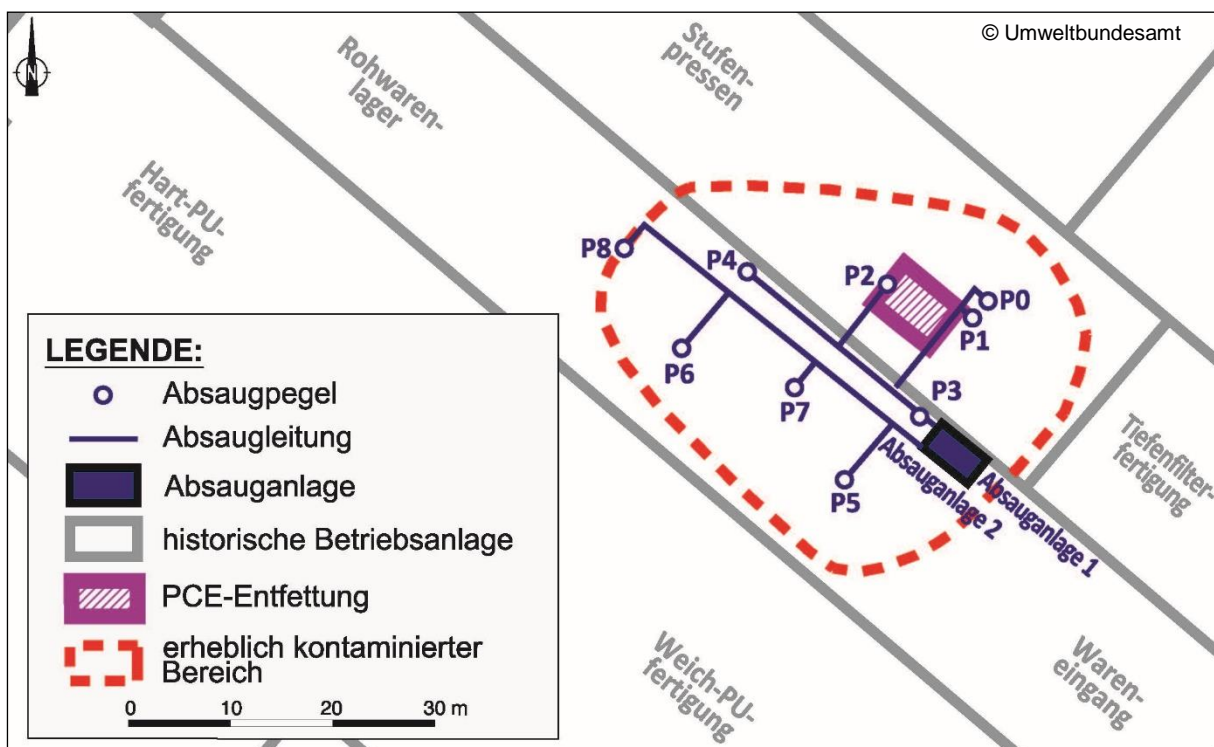 © Umweltbundesamt
N
Rohwaren-
lager
Stufen-
pressen
Hart-PU-
fertigung
P8
P4
P2
P0
P1
P6
P7
P3
P5
Absauganlage 2
Absauganlage 1
Tiefenfilter-
fertigung
Weich-PU-
fertigung
Waren-
eingang
LEGENDE:
Absaugpegel
Absaugleitung
Absauganlage
historische Betriebsanlage
PCE-Entfettung
erheblich kontaminierter
Bereich
0 10 20 30 m